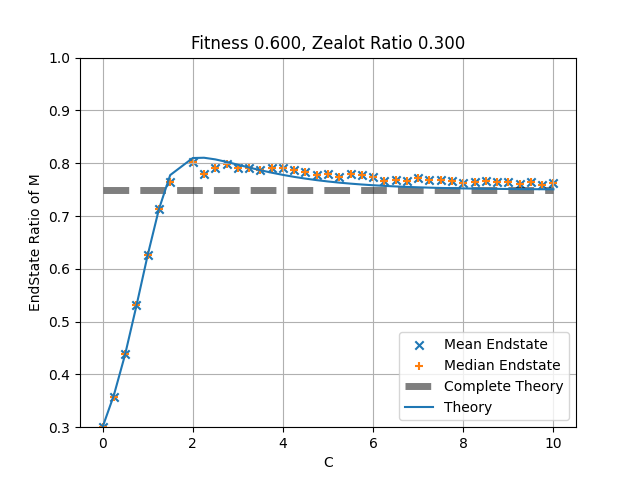 Fitness 0.600, Zealot Ratio 0.300
1.0
0.9
0.8
0.7
0.6
0.5
0.4
0.3
EndState Ratio of M
0
2
4
6
8
10
C
Mean Endstate
Median Endstate
Complete Theory
Theory